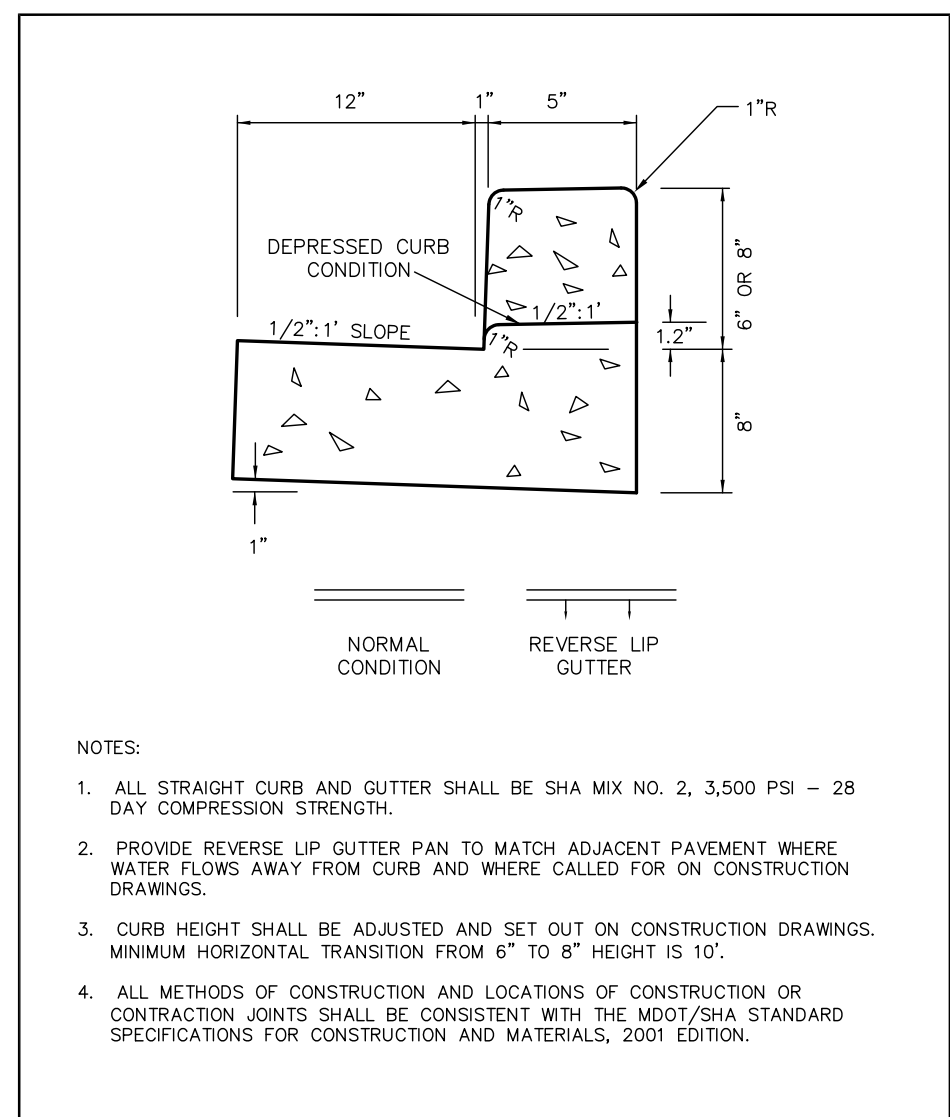 12” 1” 5”
1”R
1”R
DEPRESSED CURB
CONDITION
6” OR 8”
1/2”:1’
1/2”:1’ SLOPE
1”R
1.2”
8”
1”
NORMAL
CONDITION
REVERSE LIP
GUTTER
NOTES:
1. ALL STRAIGHT CURB AND GUTTER SHALL BE SHA MIX NO. 2, 3,500 PSI – 28
DAY COMPRESSION STRENGTH.
2. PROVIDE REVERSE LIP GUTTER PAN TO MATCH ADJACENT PAVEMENT WHERE
WATER FLOWS AWAY FROM CURB AND WHERE CALLED FOR ON CONSTRUCTION
DRAWINGS.
3. CURB HEIGHT SHALL BE ADJUSTED AND SET OUT ON CONSTRUCTION DRAWINGS.
MINIMUM HORIZONTAL TRANSITION FROM 6” TO 8” HEIGHT IS 10’.
4. ALL METHODS OF CONSTRUCTION AND LOCATIONS OF CONSTRUCTION OR
CONTRACTION JOINTS SHALL BE CONSISTENT WITH THE MDOT/SHA STANDARD
SPECIFICATIONS FOR CONSTRUCTION AND MATERIALS, 2001 EDITION.